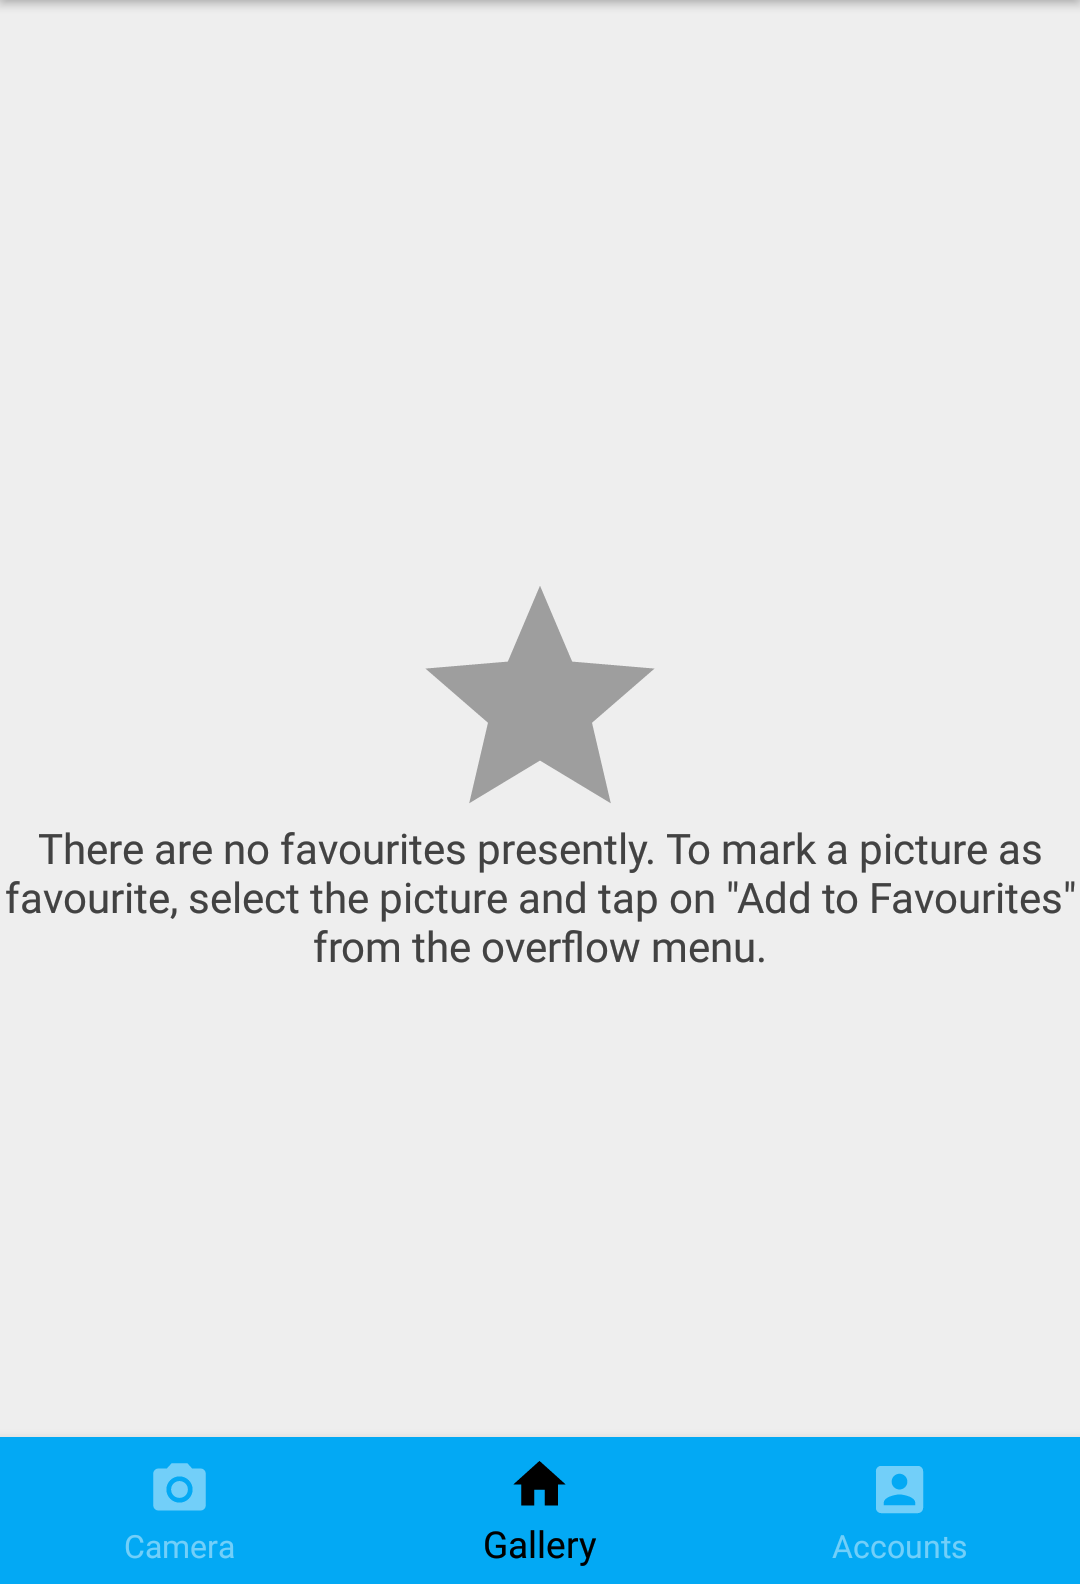 There are no favourites presently. To mark a picture as
favourite, select the picture and tap on "Add to Favourites"
from the overflow menu.
Camera
Gallery
Accounts